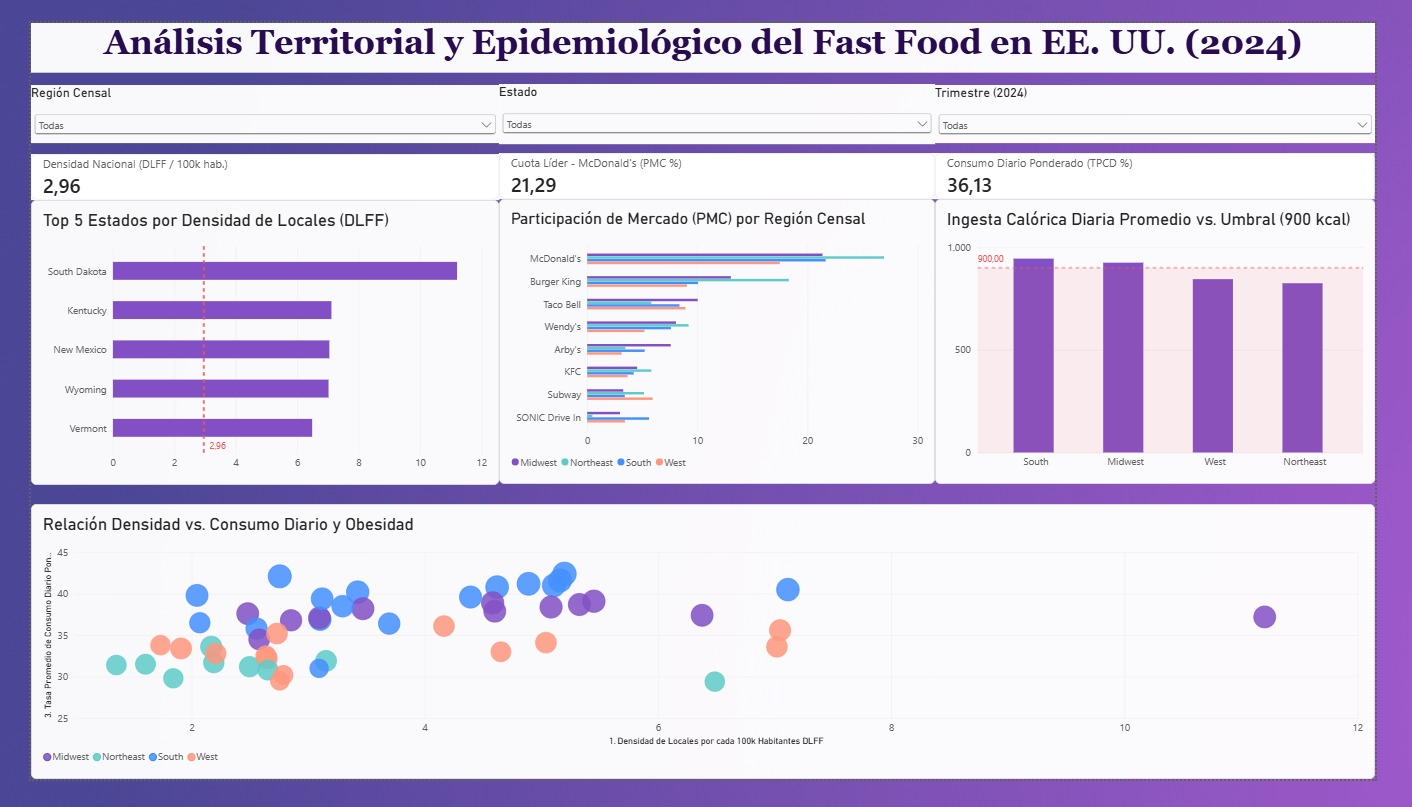 Análisis Territorial y Epidemiológico del Fast Food en EE. UU. (2024)
Región Censal
Todas
Estado
Todas
Trimestre (2024)
Todas
Densidad Nacional (DLFF / 100k hab.)
2,96
Cuota Líder - McDonald's (PMC %)
21,29
Consumo Diario Ponderado (TPCD %)
36,13
Top 5 Estados por Densidad de Locales (DLFF)
South Dakota
Kentucky
New Mexico
Wyoming
Vermont
2,96
0 2 4 6 8 10 12
Participación de Mercado (PMC) por Región Censal
McDonald's
Burger King
Taco Bell
Wendy's
Arby's
KFC
Subway
SONIC Drive In
0 10 20 30
Midwest Northeast South West
Ingesta Calórica Diaria Promedio vs. Umbral (900 kcal)
1.000
900,00
500
0
South Midwest West Northeast
Relación Densidad vs. Consumo Diario y Obesidad
3. Tasa Promedio de Consumo Diario Pon...
45
40
35
30
25
2 4 6 8 10 12
1. Densidad de Locales por cada 100k Habitantes DLFF
Midwest Northeast South West